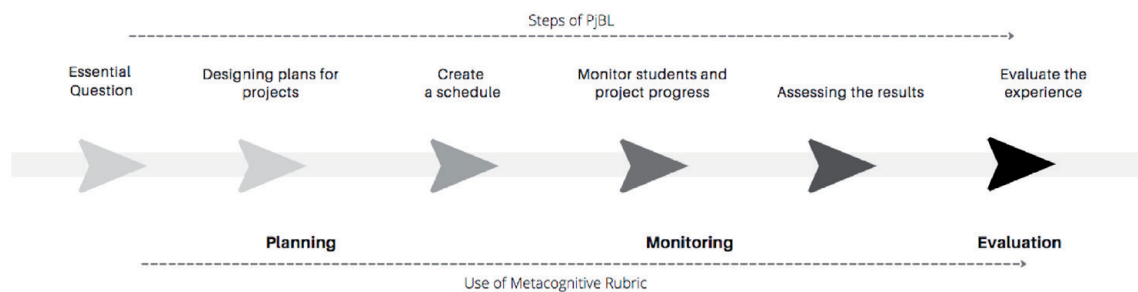 Steps of PjBL
Essential
Question
Designing plans for
projects
Create
a schedule
Monitor students and
project progress
Assessing the results
Evaluate the
experience
Planning
Monitoring
Evaluation
Use of Metacognitive Rubric